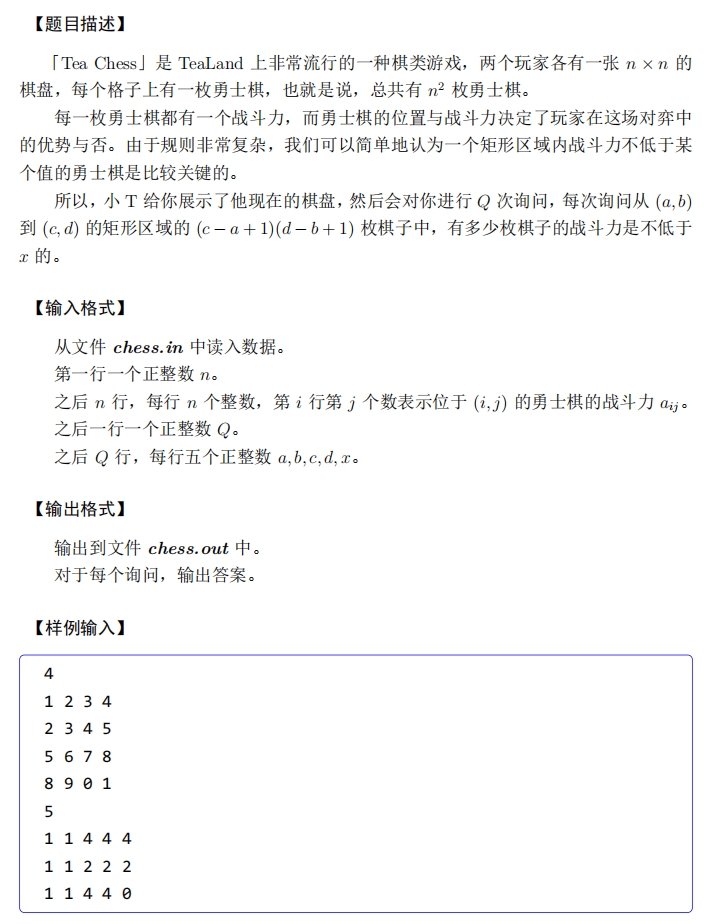 【题目描述】
「Tea Chess」是 TeaLand 上非常流行的一种棋类游戏，两个玩家各有一张 n × n 的
棋盘，每个格子上有一枚勇士棋，也就是说，总共有 n² 枚勇士棋。
每一枚勇士棋都有一个战斗力，而勇士棋的位置与战斗力决定了玩家在这场对弈中
的优势与否。由于规则非常复杂，我们可以简单地认为一个矩形区域内战斗力不低于某
个值的勇士棋是比较关键的。
所以，小 T 给你展示了他现在的棋盘，然后会对你进行 Q 次询问，每次询问从 (a, b)
到 (c, d) 的矩形区域的 (c − a + 1)(d − b + 1) 枚棋子中，有多少枚棋子的战斗力是不低于
x 的。
【输入格式】
从文件 chess.in 中读入数据。
第一行一个正整数 n。
之后 n 行，每行 n 个整数，第 i 行第 j 个数表示位于 (i, j) 的勇士棋的战斗力 aij。
之后一行一个正整数 Q。
之后 Q 行，每行五个正整数 a, b, c, d, x。
【输出格式】
输出到文件 chess.out 中。
对于每个询问，输出答案。
【样例输入】
4
1 2 3 4
2 3 4 5
5 6 7 8
8 9 0 1
5
1 1 4 4 4
1 1 2 2 2
1 1 4 4 0